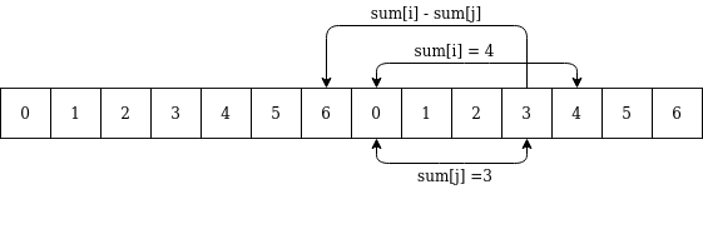 sum[i] - sum[j]
sum[i] = 4
0 1 2 3 4 5 6 0 1 2 3 4 5 6
sum[j] =3